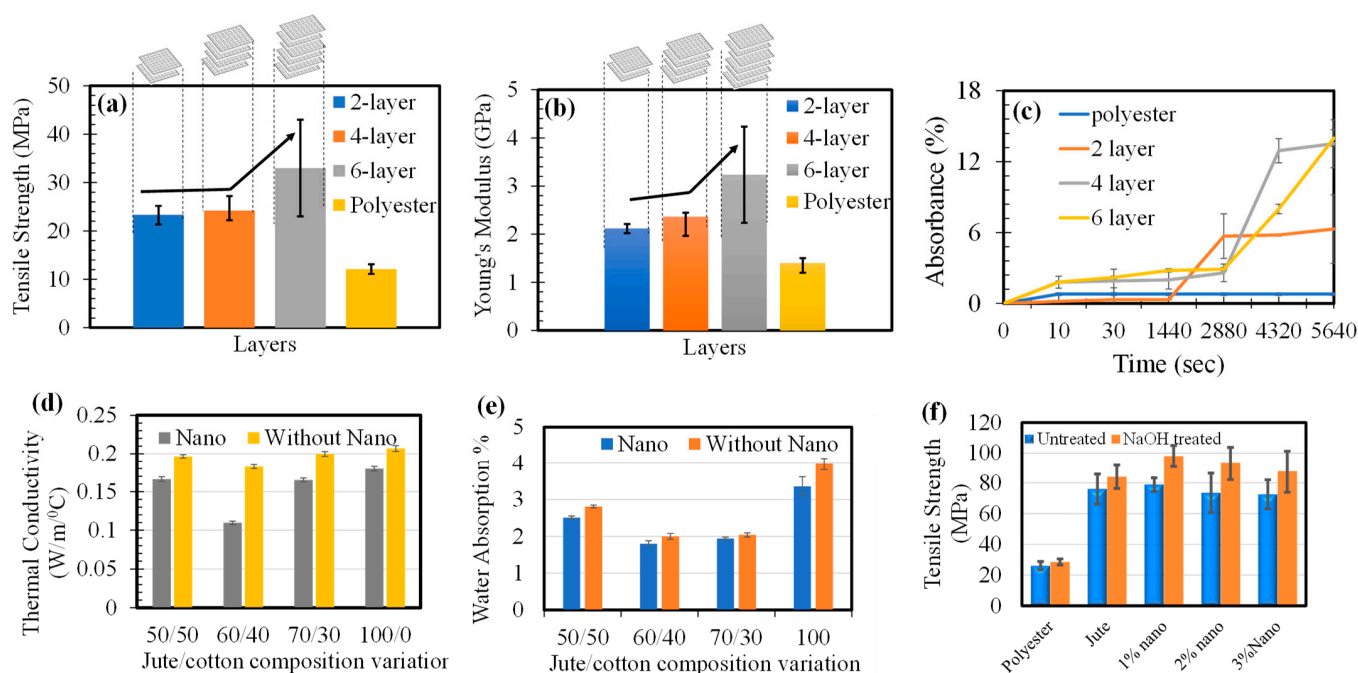 (a)
Tensile Strength (MPa)
50
40
30
20
10
0
2-layer
4-layer
6-layer
Polyester
Layers
(b)
Young's Modulus (GPa)
5
4
3
2
1
0
2-layer
4-layer
6-layer
Polyester
Layers
(c)
Absorbance (%)
18
12
6
0
polyester
2 layer
4 layer
6 layer
0 10 30 1440 2880 4320 5640
Time (sec)
(d)
Thermal Conductivity
(W/m/⁰C)
0.25
0.2
0.15
0.1
0.05
0
Nano Without Nano
50/50 60/40 70/30 100/0
Jute/cotton composition variation
(e)
Water Absorption %
5
4
3
2
1
0
Nano Without Nano
50/50 60/40 70/30 100
Jute/cotton composition variation
(f)
Tensile Strength
(MPa)
120
100
80
60
40
20
0
Untreated NaOH treated
Polyester Jute 1% nano 2% nano 3%Nano